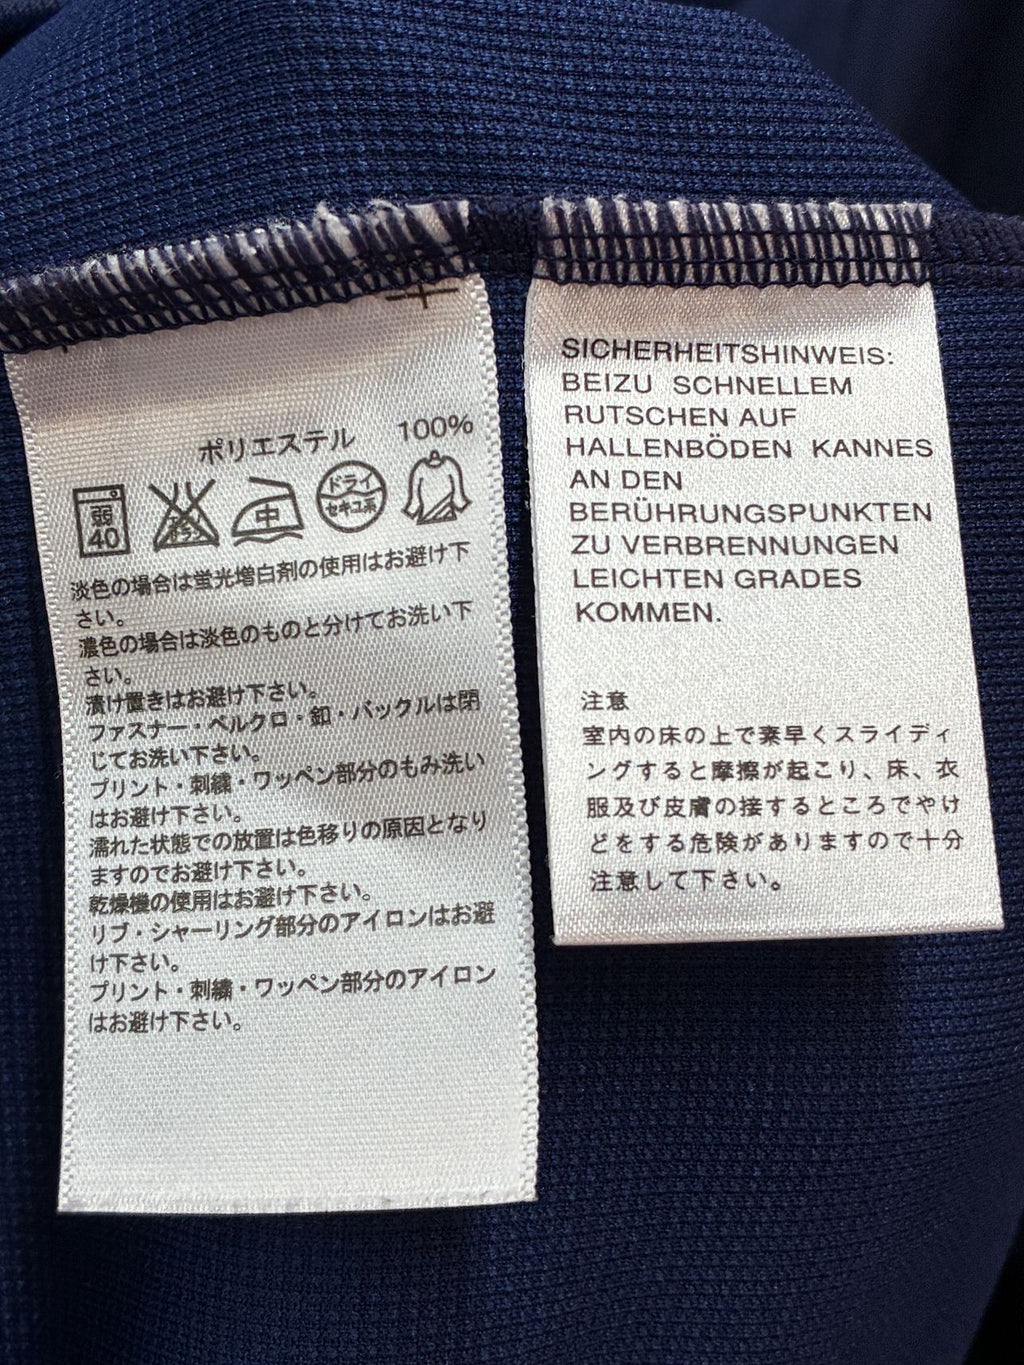 ポリエステル 100%
弱
40
エンソ
サラシ
中
ドライ
セキユ系
淡色の場合は蛍光増白剤の使用はお避け下
さい。
濃色の場合は淡色のものと分けてお洗い下
さい。
漬け置きはお避け下さい。
ファスナー・ベルクロ・釦・バックルは閉
じてお洗い下さい。
プリント・刺繍・ワッペン部分のもみ洗い
はお避け下さい。
濡れた状態での放置は色移りの原因となり
ますのでお避け下さい。
乾燥機の使用はお避け下さい。
リブ・シャーリング部分のアイロンはお避
け下さい。
プリント・刺繍・ワッペン部分のアイロン
はお避け下さい。
SICHERHEITSHINWEIS:
BEIZU SCHNELLEM
RUTSCHEN AUF
HALLENBÖDEN KANNES
AN DEN
BERÜHRUNGSPUNKTEN
ZU VERBRENNUNGEN
LEICHTEN GRADES
KOMMEN.
注意
室内の床の上で素早くスライディ
ングすると摩擦が起こり、床、衣
服及び皮膚の接するところでやけ
どをする危険がありますので十分
注意して下さい。